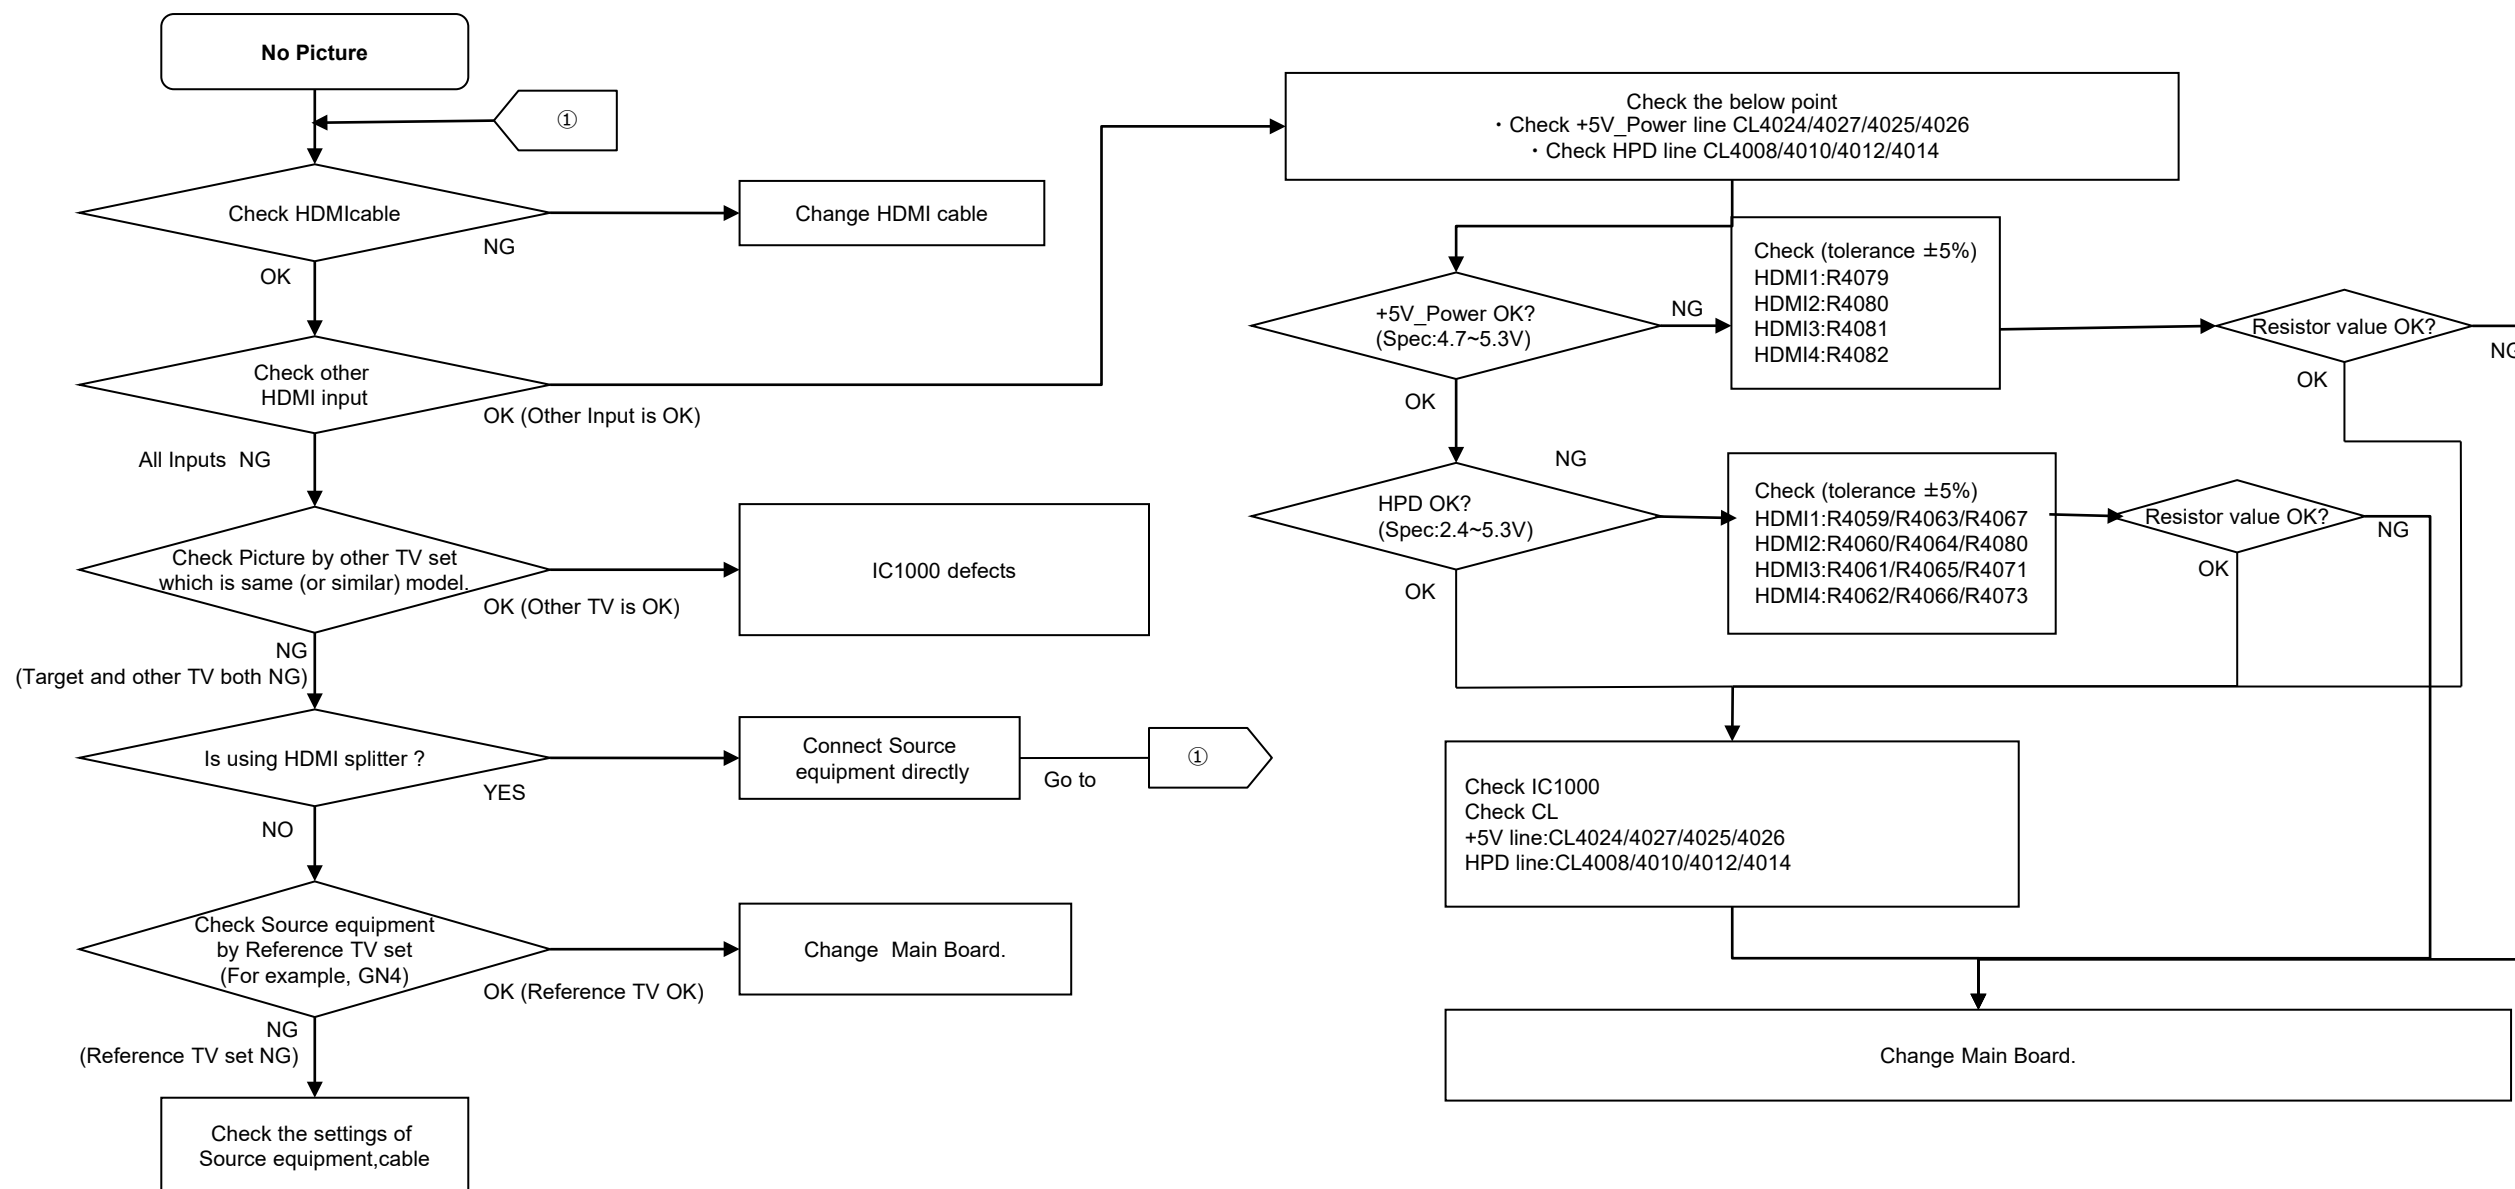 No Picture
①
Check HDMIcable
NG
OK
Change HDMI cable
Check other
HDMI input
OK (Other Input is OK)
All Inputs  NG
Check Picture by other TV set
which is same (or similar) model.
OK (Other TV is OK)
IC1000 defects
NG
(Target and other TV both NG)
Is using HDMI splitter ?
YES
NO
Connect Source
equipment directly
Go to
①
Check Source equipment
by Reference TV set
(For example, GN4)
OK (Reference TV OK)
Change  Main Board.
NG
(Reference TV set NG)
Check the settings of
Source equipment,cable
Check the below point
・Check +5V_Power line CL4024/4027/4025/4026
・Check HPD line CL4008/4010/4012/4014
+5V_Power OK?
(Spec:4.7~5.3V)
NG
OK
Check (tolerance ±5%)
HDMI1:R4079
HDMI2:R4080
HDMI3:R4081
HDMI4:R4082
Resistor value OK?
NG
OK
HPD OK?
(Spec:2.4~5.3V)
NG
OK
Check (tolerance ±5%)
HDMI1:R4059/R4063/R4067
HDMI2:R4060/R4064/R4080
HDMI3:R4061/R4065/R4071
HDMI4:R4062/R4066/R4073
Resistor value OK?
NG
OK
Check IC1000
Check CL
+5V line:CL4024/4027/4025/4026
HPD line:CL4008/4010/4012/4014
Change Main Board.